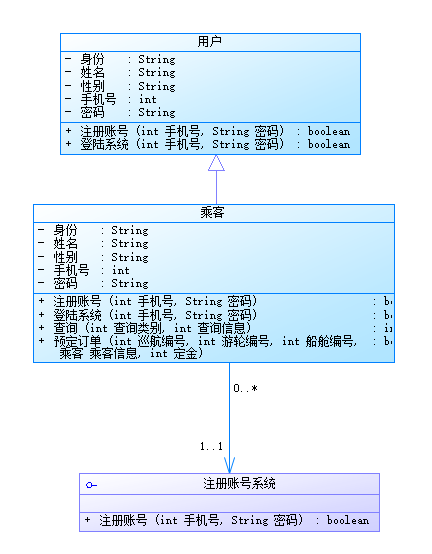 用户
- 身份 : String
- 姓名 : String
- 性别 : String
- 手机号 : int
- 密码 : String
+ 注册账号 (int 手机号, String 密码) : boolean
+ 登陆系统 (int 手机号, String 密码) : boolean
乘客
- 身份 : String
- 姓名 : String
- 性别 : String
- 手机号 : int
- 密码 : String
+ 注册账号 (int 手机号, String 密码) : bo
+ 登陆系统 (int 手机号, String 密码) : bo
+ 查询 (int 查询类别, int 查询信息) : in
+ 预定订单 (int 巡航编号, int 游轮编号, int 船舱编号, : bo
乘客 乘客信息, int 定金)
0..*
1..1
注册账号系统
+ 注册账号 (int 手机号, String 密码) : boolean